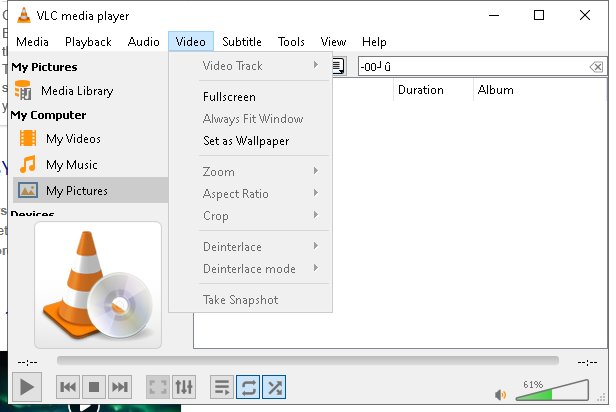 VLC media player
Media Playback Audio Video Subtitle Tools View Help
My Pictures
Media Library
My Computer
My Videos
My Music
My Pictures
Devices
Video Track
Fullscreen
Always Fit Window
Set as Wallpaper
Zoom
Aspect Ratio
Crop
Deinterlace
Deinterlace mode
Take Snapshot
-00┘û
Duration Album
--:-- --:--
61%